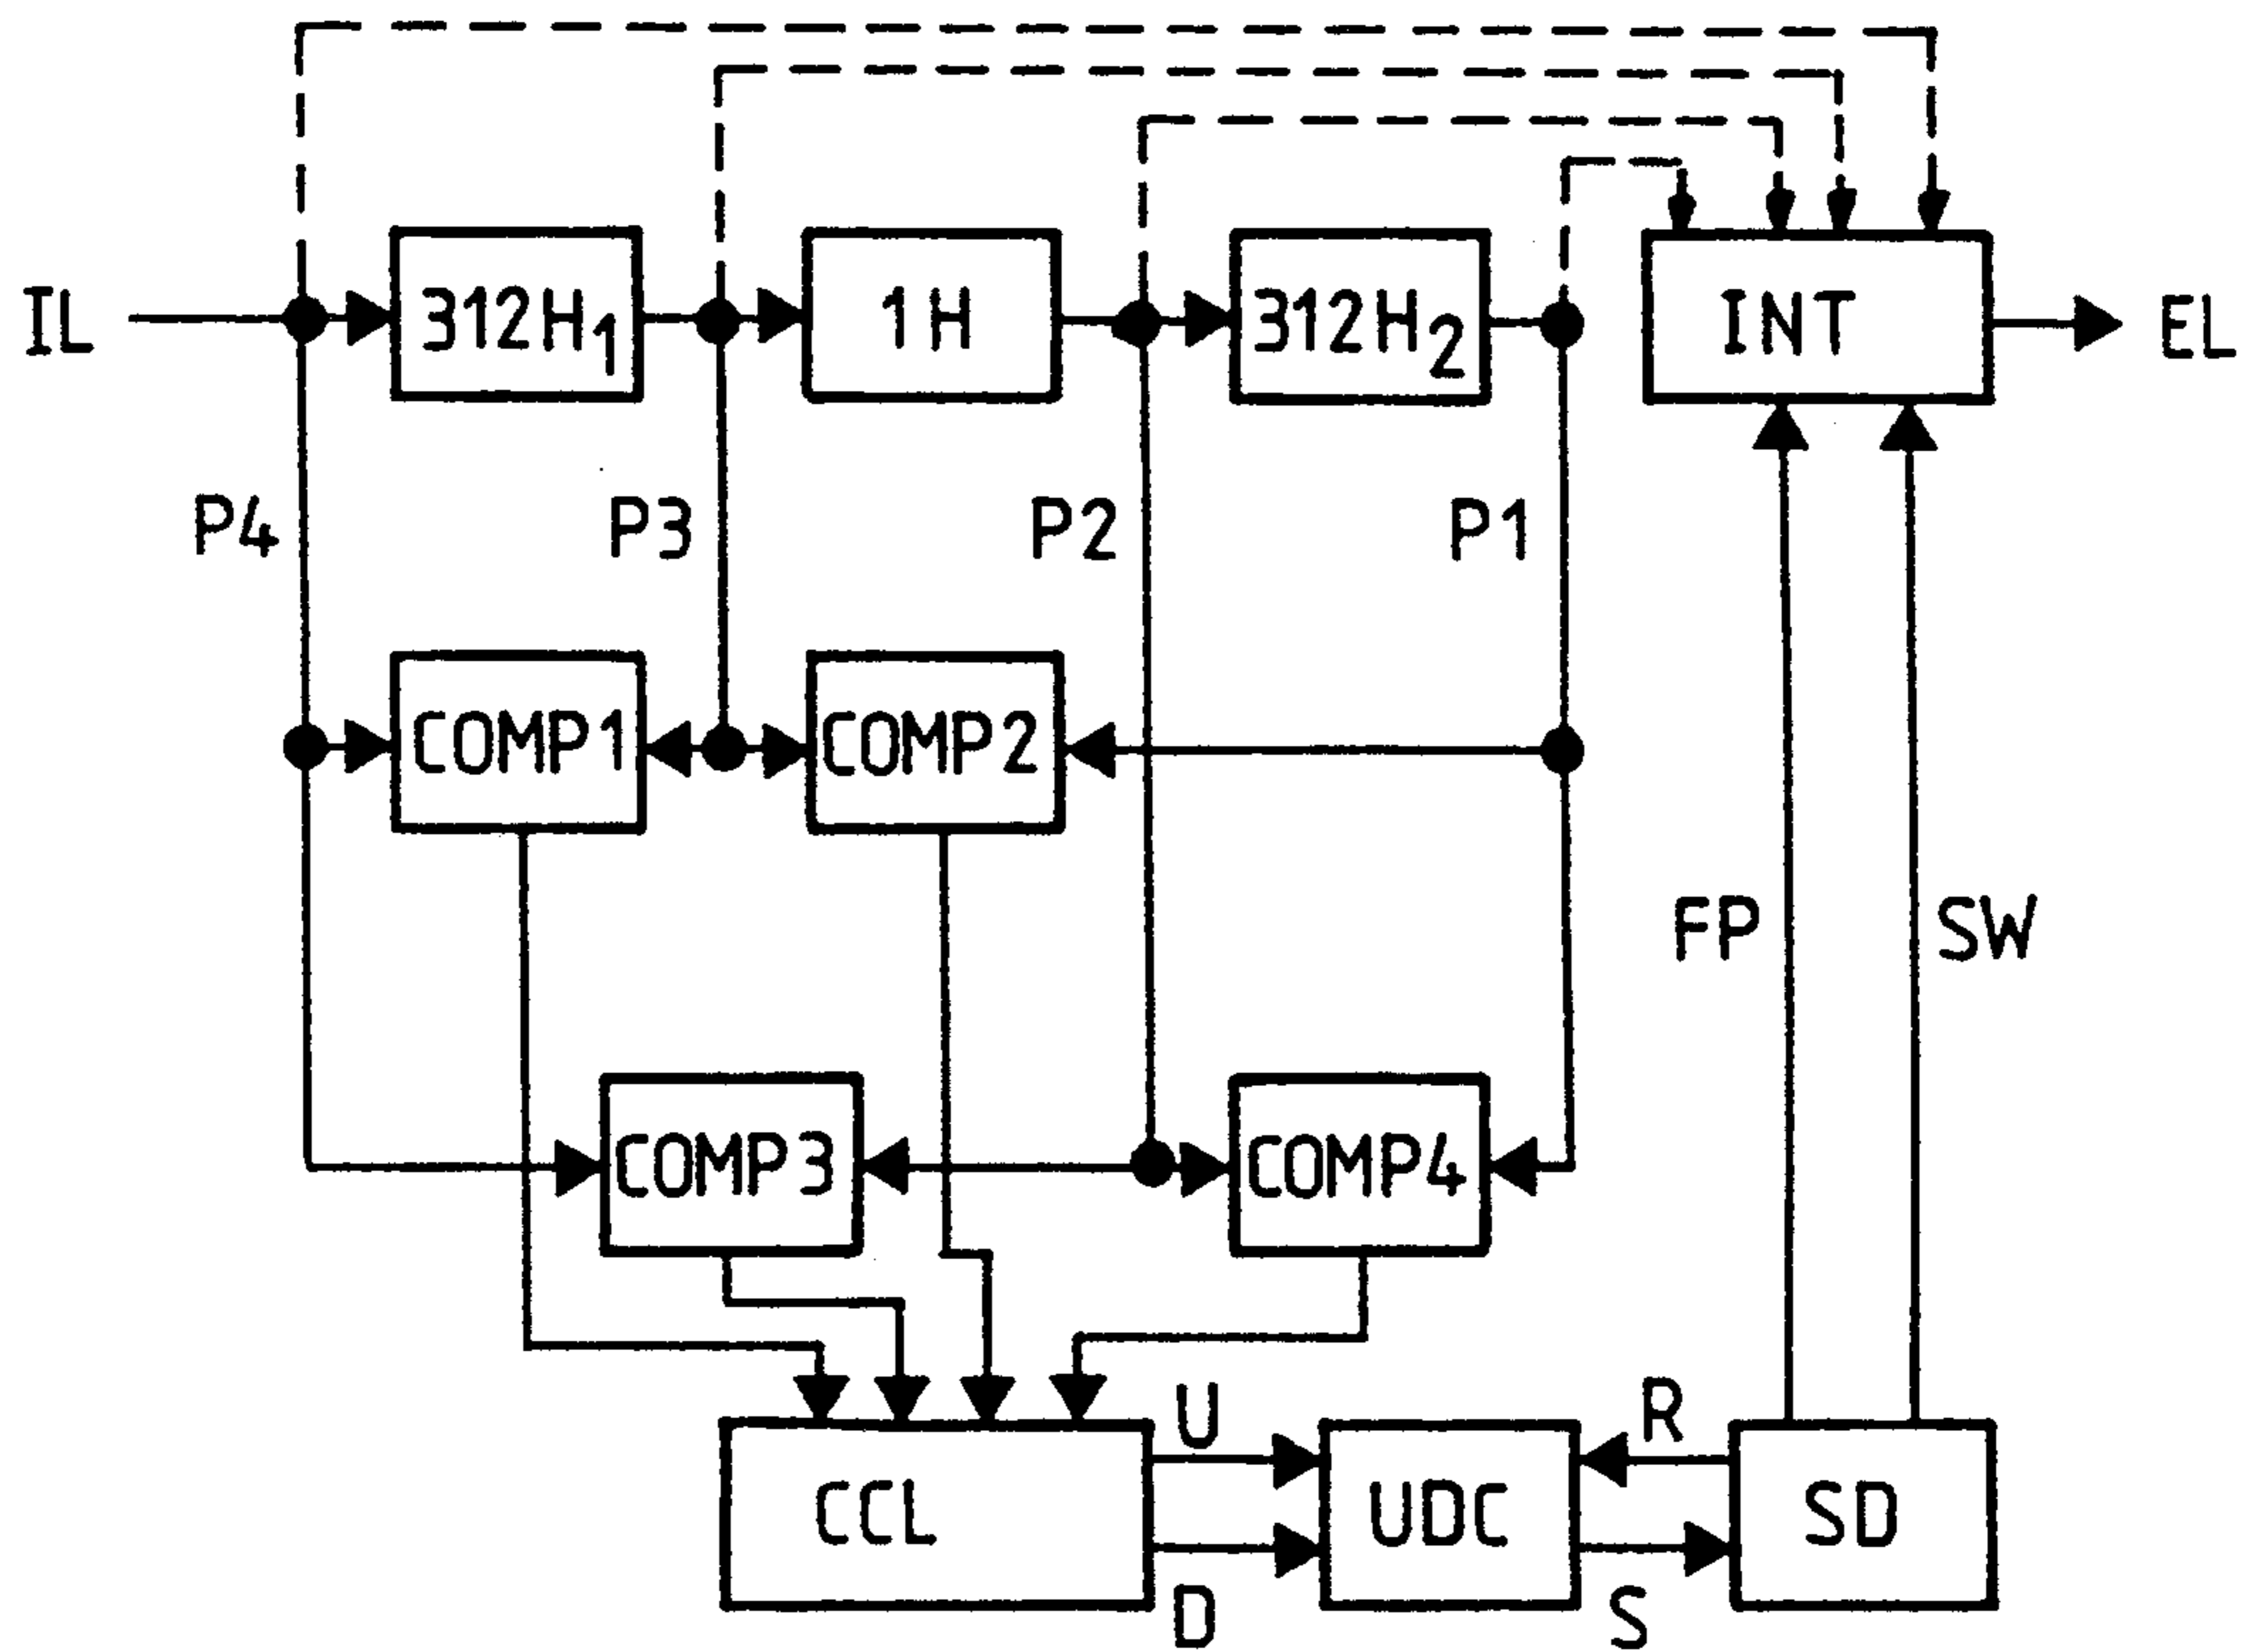 IL
312H1
1H
312H2
INT
EL
P4
P3
P2
P1
COMP1
COMP2
FP
SW
COMP3
COMP4
U
R
CCL
UDC
SD
D
S